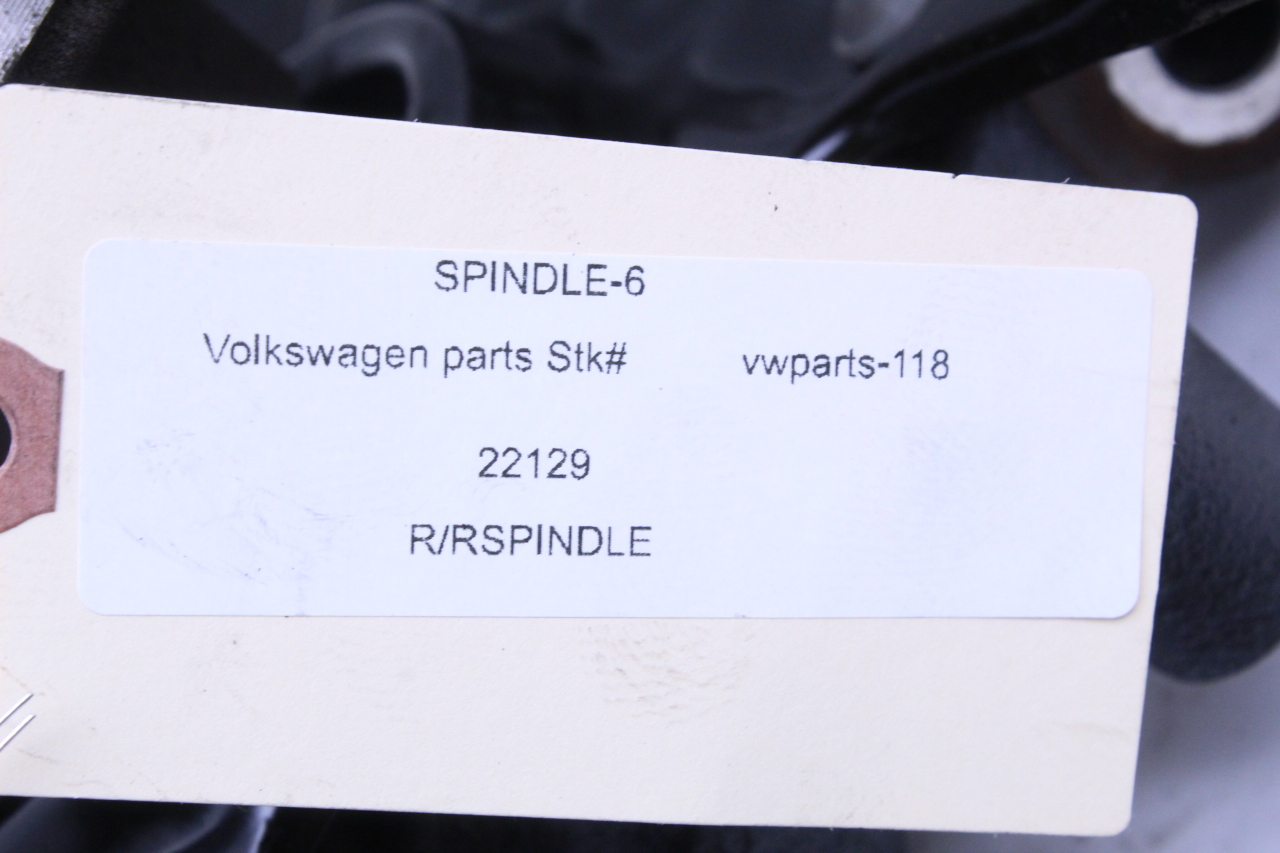 SPINDLE-6
Volkswagen parts Stk# vwparts-118
22129
R/RSPINDLE